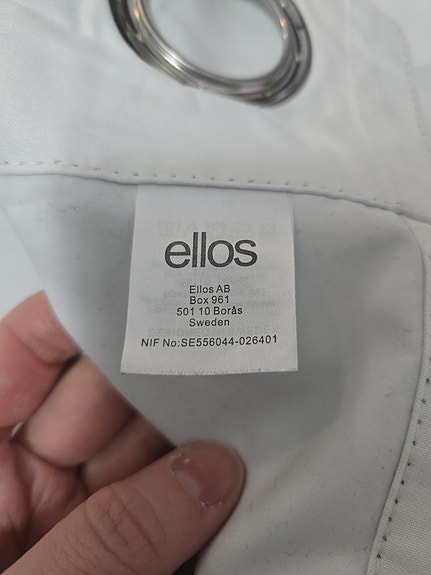 ellos
Ellos AB
Box 961
501 10 Borås
Sweden
NIF No:SE556044-026401